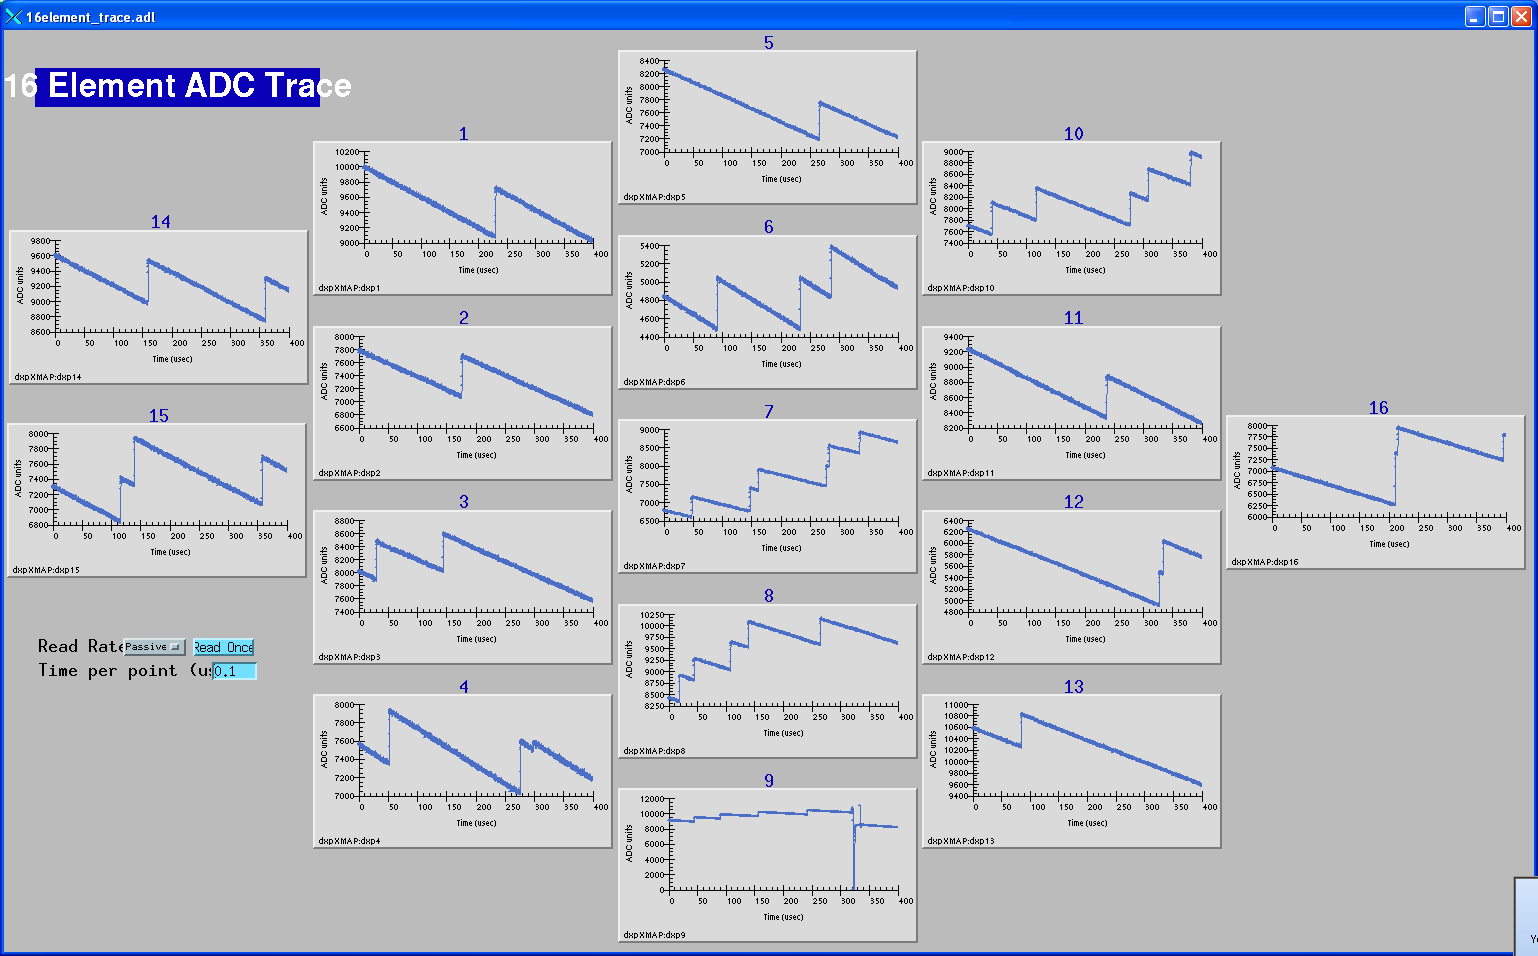 16element_trace.adl
16 Element ADC Trace
14
9800
9600
9400
9200
9000
8800
8600
ADC units
0 50 100 150 200 250 300 350 400
Time (usec)
dxpXMAP:dxp14
15
8000
7800
7600
7400
7200
7000
6800
ADC units
0 50 100 150 200 250 300 350 400
Time (usec)
dxpXMAP:dxp15
Read Rate Passive Read Once
Time per point (us 0.1
1
10200
10000
9800
9600
9400
9200
9000
ADC units
0 50 100 150 200 250 300 350 400
Time (usec)
dxpXMAP:dxp1
2
8000
7800
7600
7400
7200
7000
6800
6600
ADC units
0 50 100 150 200 250 300 350 400
Time (usec)
dxpXMAP:dxp2
3
8800
8600
8400
8200
8000
7800
7600
7400
ADC units
0 50 100 150 200 250 300 350 400
Time (usec)
dxpXMAP:dxp3
4
8000
7800
7600
7400
7200
7000
ADC units
0 50 100 150 200 250 300 350 400
Time (usec)
dxpXMAP:dxp4
5
8400
8200
8000
7800
7600
7400
7200
7000
ADC units
0 50 100 150 200 250 300 350 400
Time (usec)
dxpXMAP:dxp5
6
5400
5200
5000
4800
4600
4400
ADC units
0 50 100 150 200 250 300 350 400
Time (usec)
dxpXMAP:dxp6
7
9000
8500
8000
7500
7000
6500
ADC units
0 50 100 150 200 250 300 350 400
Time (usec)
dxpXMAP:dxp7
8
10250
10000
9750
9500
9250
9000
8750
8500
8250
ADC units
0 50 100 150 200 250 300 350 400
Time (usec)
dxpXMAP:dxp8
9
12000
10000
8000
6000
4000
2000
0
ADC units
0 50 100 150 200 250 300 350 400
Time (usec)
dxpXMAP:dxp9
10
9000
8800
8600
8400
8200
8000
7800
7600
7400
ADC units
0 50 100 150 200 250 300 350 400
Time (usec)
dxpXMAP:dxp10
11
9400
9200
9000
8800
8600
8400
8200
ADC units
0 50 100 150 200 250 300 350 400
Time (usec)
dxpXMAP:dxp11
12
6400
6200
6000
5800
5600
5400
5200
5000
4800
ADC units
0 50 100 150 200 250 300 350 400
Time (usec)
dxpXMAP:dxp12
13
11000
10800
10600
10400
10200
10000
9800
9600
9400
ADC units
0 50 100 150 200 250 300 350 400
Time (usec)
dxpXMAP:dxp13
16
8000
7750
7500
7250
7000
6750
6500
6250
6000
ADC units
0 50 100 150 200 250 300 350 400
Time (usec)
dxpXMAP:dxp16